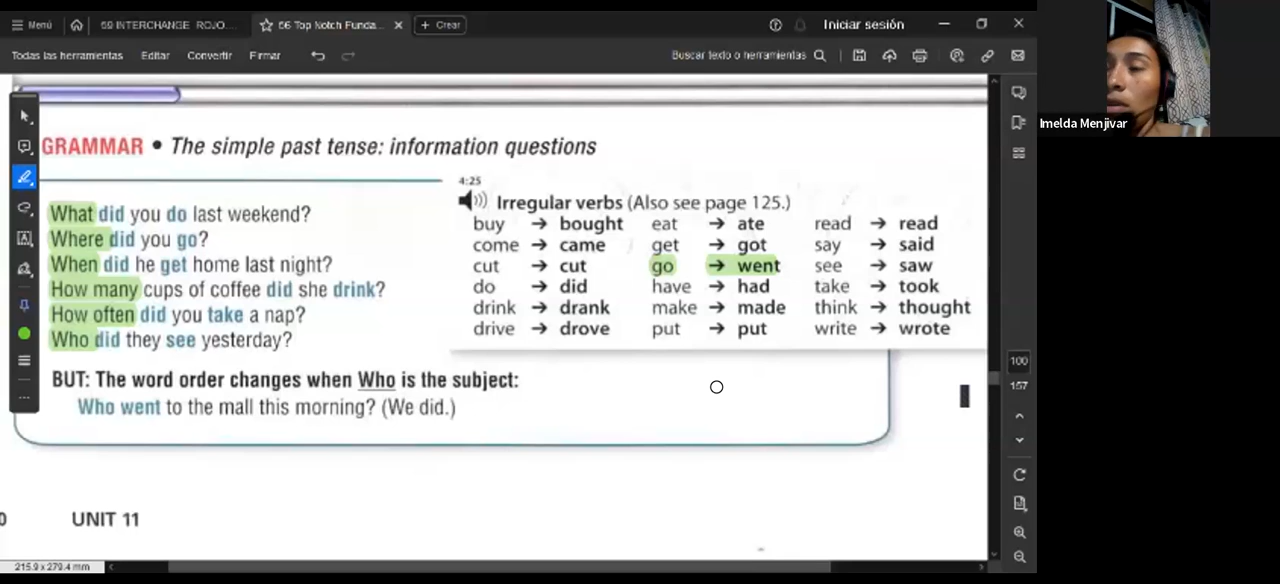 Menú
59 INTERCHANGE ROJO...
56 Top Notch Funda...
Crear
Iniciar sesión
Todas las herramientas Editar Convertir Firmar
Buscar texto o herramientas
Imelda Menjivar
GRAMMAR • The simple past tense: information questions
What did you do last weekend?
Where did you go?
When did he get home last night?
How many cups of coffee did she drink?
How often did you take a nap?
Who did they see yesterday?
BUT: The word order changes when Who is the subject:
Who went to the mall this morning? (We did.)
4:25
Irregular verbs (Also see page 125.)
buy → bought eat → ate read → read
come → came get → got say → said
cut → cut go → went see → saw
do → did have → had take → took
drink → drank make → made think → thought
drive → drove put → put write → wrote
100
157
0 UNIT 11
215.9 x 279.4 mm